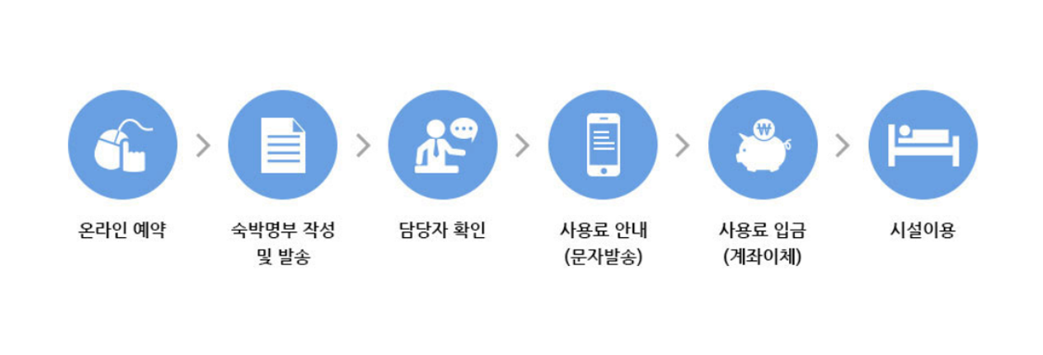 ₩
온라인 예약
숙박명부 작성
및 발송
담당자 확인
사용료 안내
(문자발송)
사용료 입금
(계좌이체)
시설이용